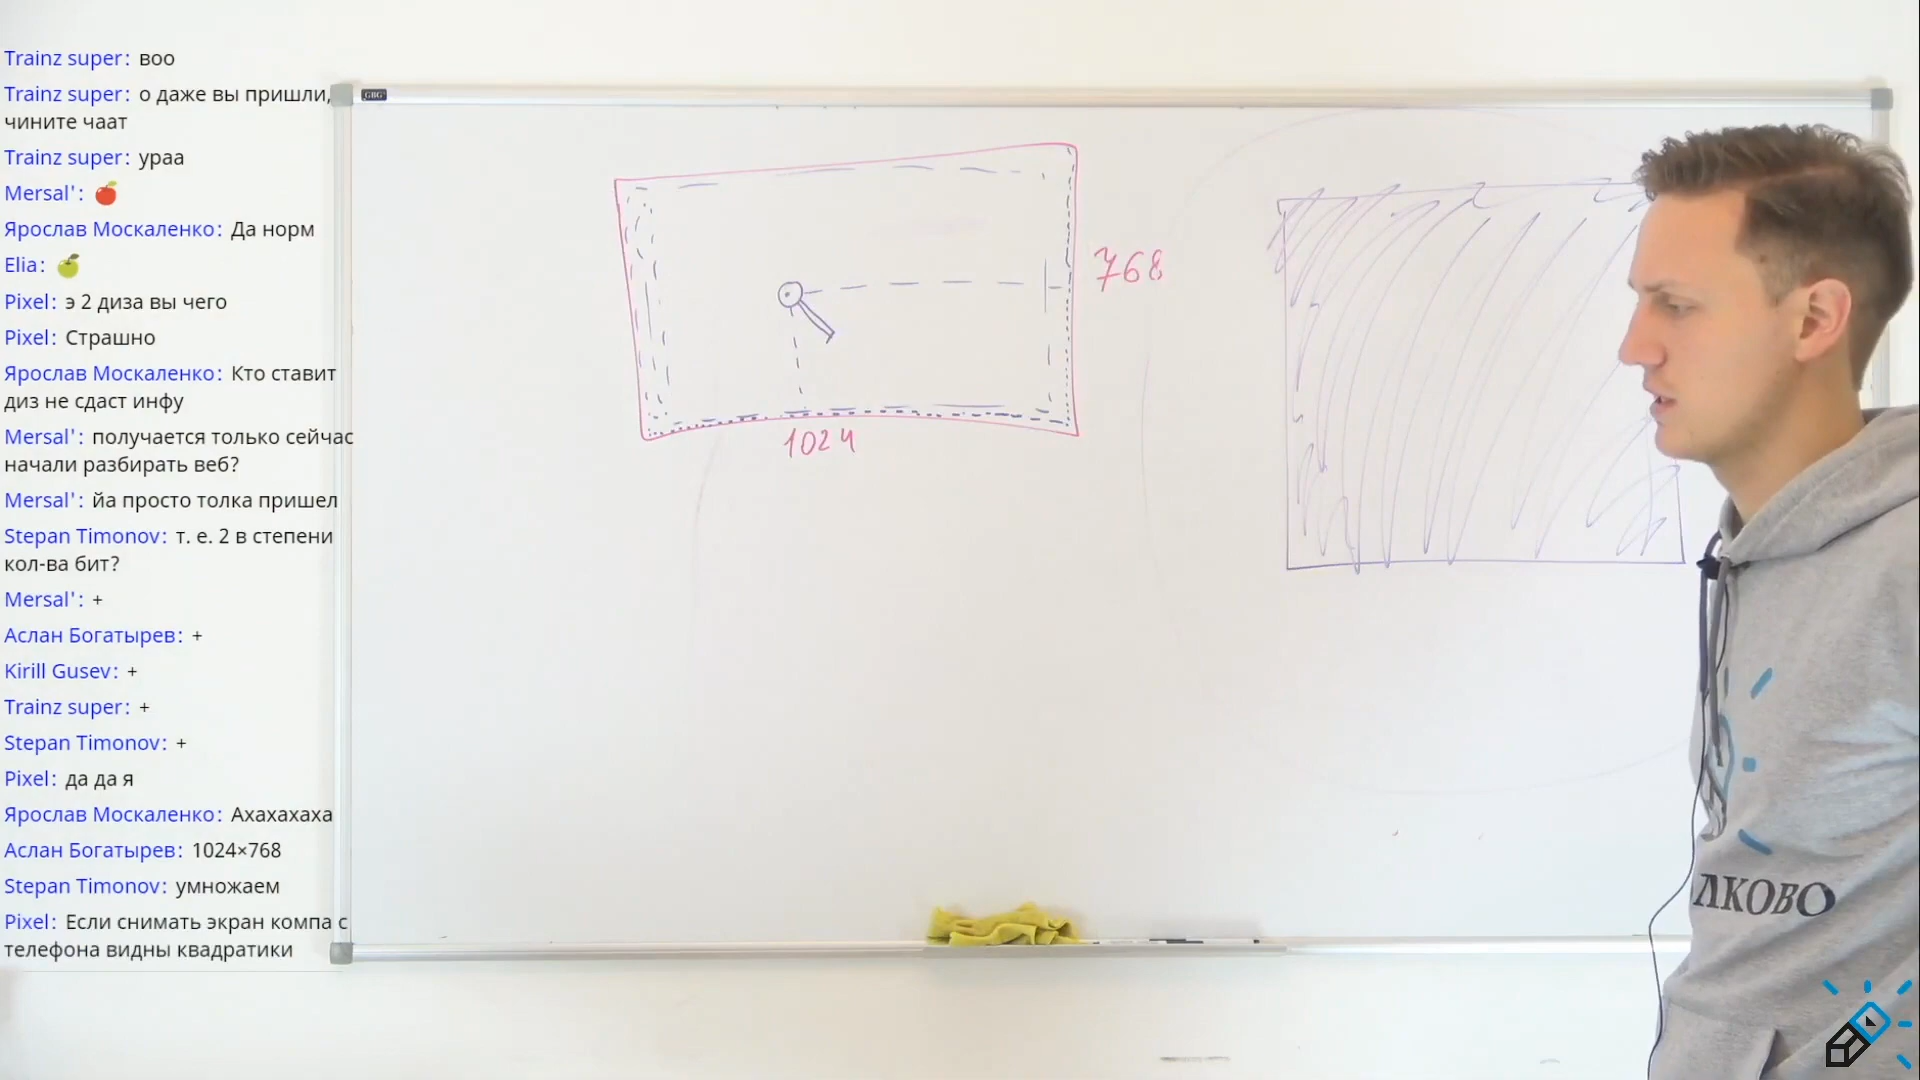 Trainz super: воо
Trainz super: о даже вы пришли,
чините чаат
Trainz super: ураа
Mersal': 🍎
Ярослав Москаленко: Да норм
Elia: 🍏
Pixel: э 2 диза вы чего
Pixel: Страшно
Ярослав Москаленко: Кто ставит
диз не сдаст инфу
Mersal': получается только сейчас
начали разбирать веб?
Mersal': йа просто толка пришел
Stepan Timonov: т. е. 2 в степени
кол-ва бит?
Mersal': +
Аслан Богатырев: +
Kirill Gusev: +
Trainz super: +
Stepan Timonov: +
Pixel: да да я
Ярослав Москаленко: Ахахахаха
Аслан Богатырев: 1024×768
Stepan Timonov: умножаем
Pixel: Если снимать экран компа с
телефона видны квадратики
GBG
768
1024
ЛКОВО